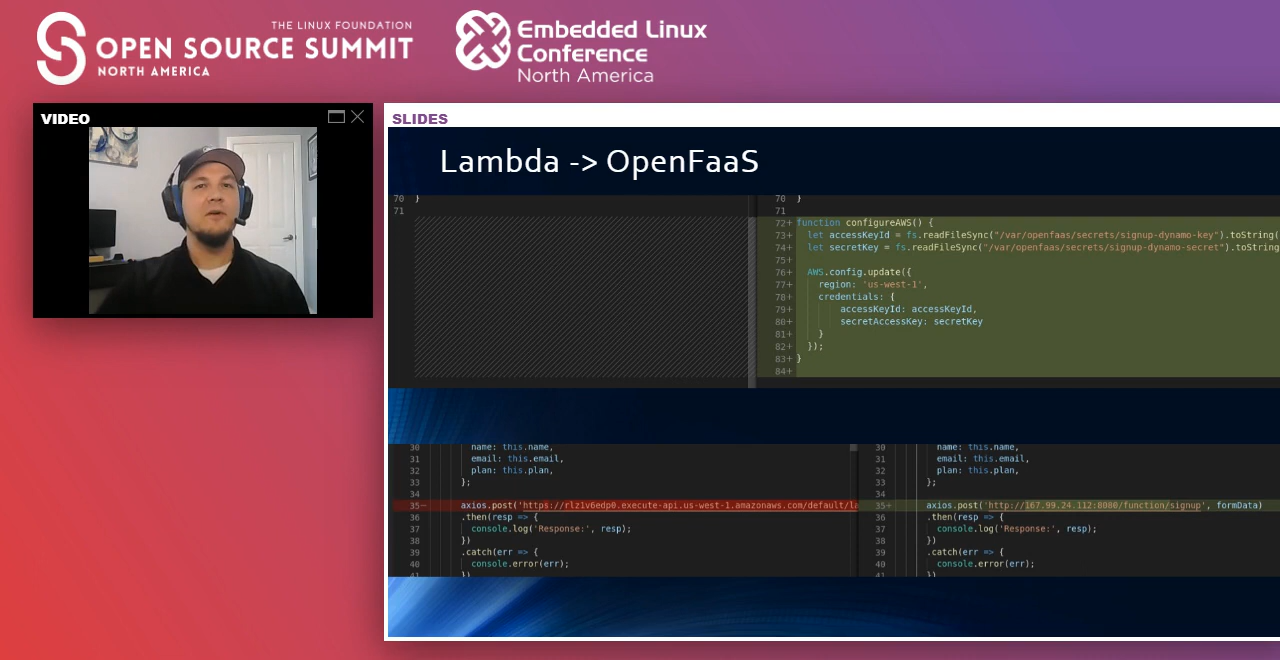 THE LINUX FOUNDATION
OPEN SOURCE SUMMIT
NORTH AMERICA
Embedded Linux
Conference
North America
VIDEO
SLIDES
Lambda -> OpenFaaS
70 }
71
70 }
71
72+ function configureAWS() {
73+ let accessKeyId = fs.readFileSync("/var/openfaas/secrets/signup-dynamo-key").toString(
74+ let secretKey = fs.readFileSync("/var/openfaas/secrets/signup-dynamo-secret").toString
75+
76+ AWS.config.update({
77+ region: 'us-west-1',
78+ credentials: {
79+ accessKeyId: accessKeyId,
80+ secretAccessKey: secretKey
81+ }
82+ });
83+ }
84+
30 name: this.name,
31 email: this.email,
32 plan: this.plan,
33 };
34
35- axios.post('https://rlz1v6edp0.execute-api.us-west-1.amazonaws.com/default/la
36 .then(resp => {
37 console.log('Response:', resp);
38 })
39 .catch(err => {
40 console.error(err);
41 })
30 name: this.name,
31 email: this.email,
32 plan: this.plan,
33 };
34
35+ axios.post('http://167.99.24.112:8080/function/signup', formData)
36 .then(resp => {
37 console.log('Response:', resp);
38 })
39 .catch(err => {
40 console.error(err);
41 })